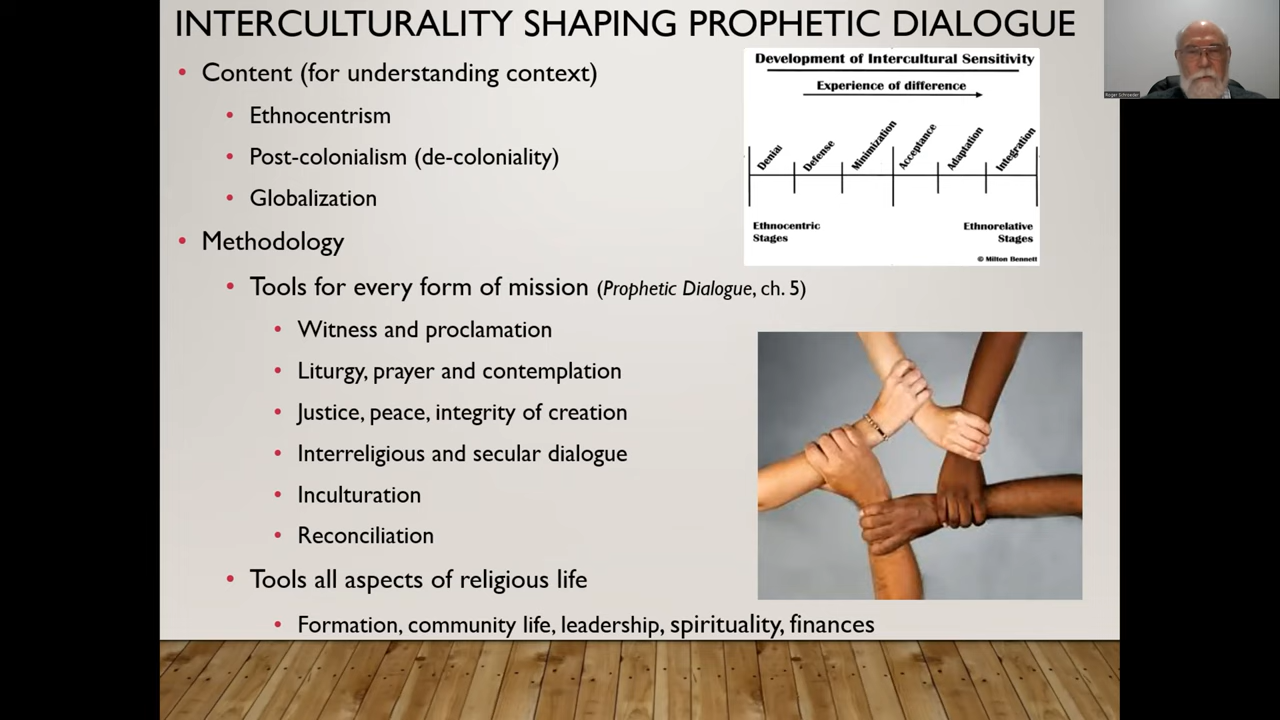 INTERCULTURALITY SHAPING PROPHETIC DIALOGUE
• Content (for understanding context)
• Ethnocentrism
• Post-colonialism (de-coloniality)
• Globalization
• Methodology
• Tools for every form of mission (Prophetic Dialogue, ch. 5)
• Witness and proclamation
• Liturgy, prayer and contemplation
• Justice, peace, integrity of creation
• Interreligious and secular dialogue
• Inculturation
• Reconciliation
• Tools all aspects of religious life
• Formation, community life, leadership, spirituality, finances
Development of Intercultural Sensitivity
Experience of difference
Denial
Defense
Minimization
Acceptance
Adaptation
Integration
Ethnocentric
Stages
Ethnorelative
Stages
© Milton Bennett
Roger Schroeder